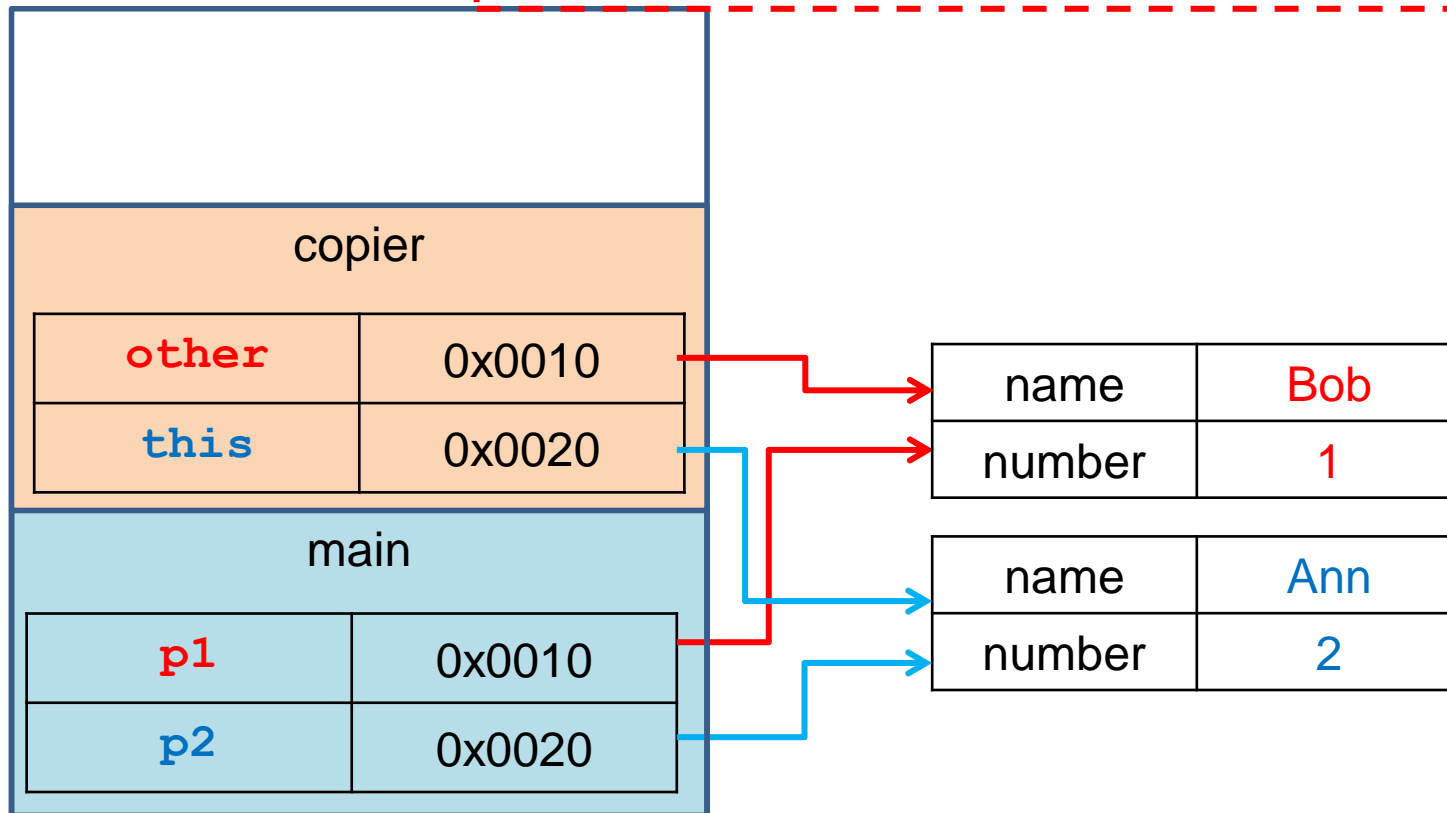 copier
other 0x0010
this 0x0020
main
p1 0x0010
p2 0x0020
name Bob
number 1
name Ann
number 2